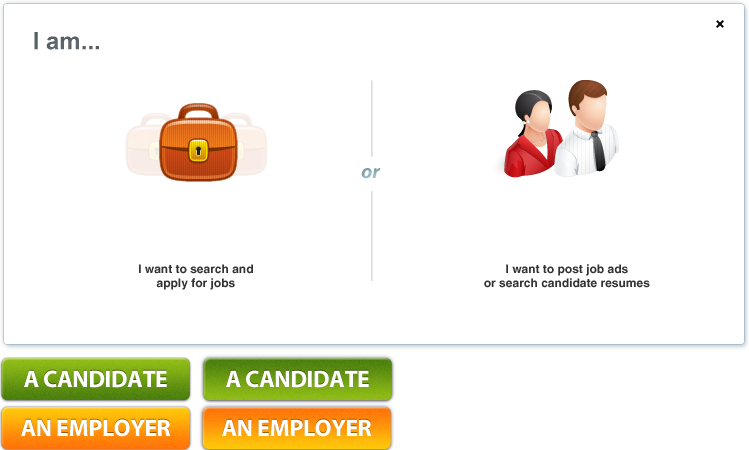 I am...
or
I want to search and
apply for jobs
I want to post job ads
or search candidate resumes
A CANDIDATE
A CANDIDATE
AN EMPLOYER
AN EMPLOYER